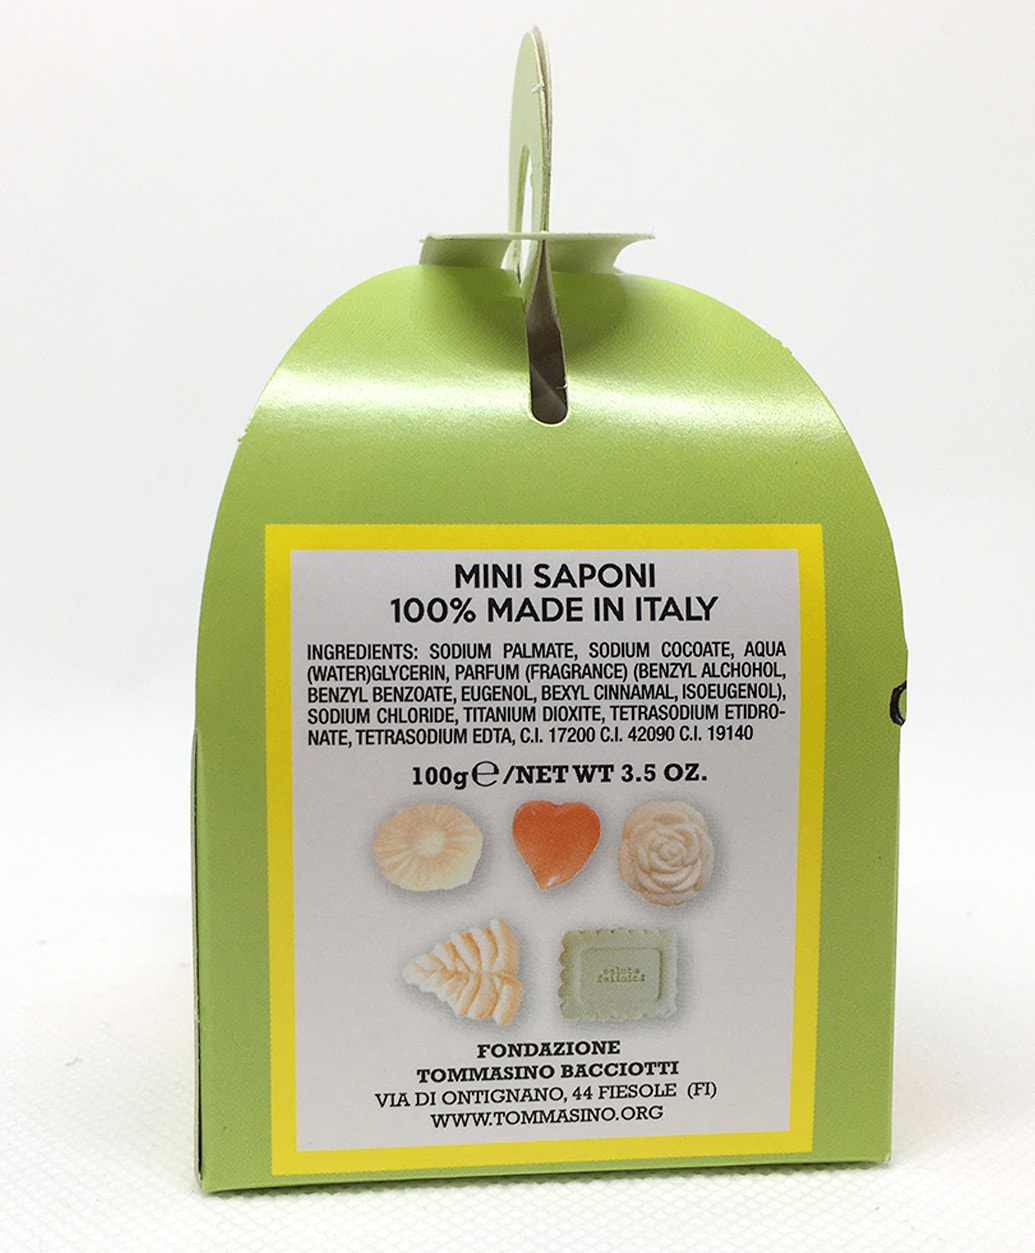 MINI SAPONI
100% MADE IN ITALY
INGREDIENTS: SODIUM PALMATE, SODIUM COCOATE, AQUA
(WATER)GLYCERIN, PARFUM (FRAGRANCE) (BENZYL ALCHOHOL,
BENZYL BENZOATE, EUGENOL, BEXYL CINNAMAL, ISOEUGENOL),
SODIUM CHLORIDE, TITANIUM DIOXITE, TETRASODIUM ETIDRO-
NATE, TETRASODIUM EDTA, C.I. 17200 C.I. 42090 C.I. 19140
100g℮/NET WT 3.5 OZ.
salute
felicità
FONDAZIONE
TOMMASINO BACCIOTTI
VIA DI ONTIGNANO, 44 FIESOLE (FI)
WWW.TOMMASINO.ORG